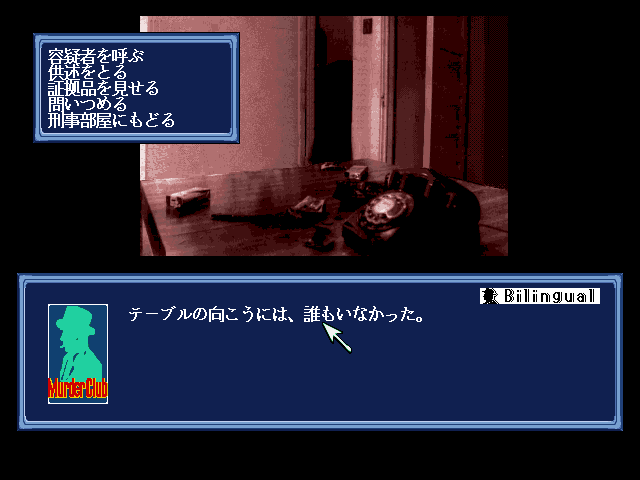 容疑者を呼ぶ
供述をとる
証拠品を見せる
問いつめる
刑事部屋にもどる
Bilingual
テーブルの向こうには、誰もいなかった。
MurderClub